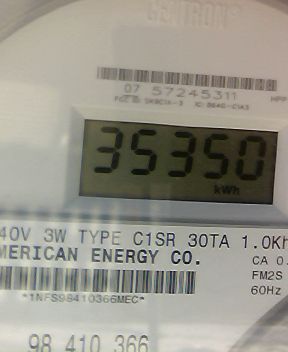 CENTRON®
07 57245311
35350
kWh
40V 3W TYPE C1SR 30TA 1.0Kh
MERICAN ENERGY CO.
CA 0.
FM2S
60Hz
*1NFS98410366MEC*
98 410 366